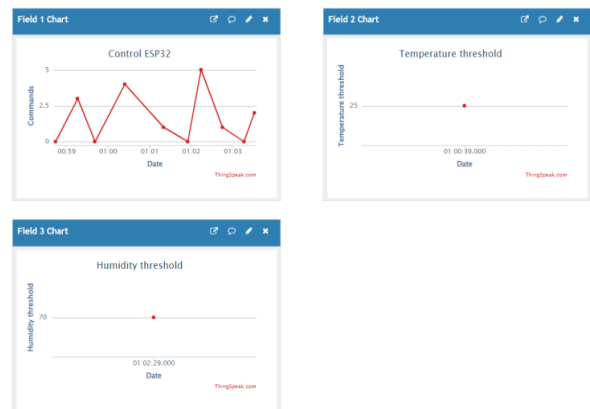 Field 1 Chart
Control ESP32
Commands
5
2.5
0
00:59 01:00 01:01 01:02 01:03
Date
ThingSpeak.com
Field 2 Chart
Temperature threshold
Temperature threshold
25
01:00:39,000
Date
ThingSpeak.com
Field 3 Chart
Humidity threshold
Humidity threshold
70
01:02:29,000
Date
ThingSpeak.com